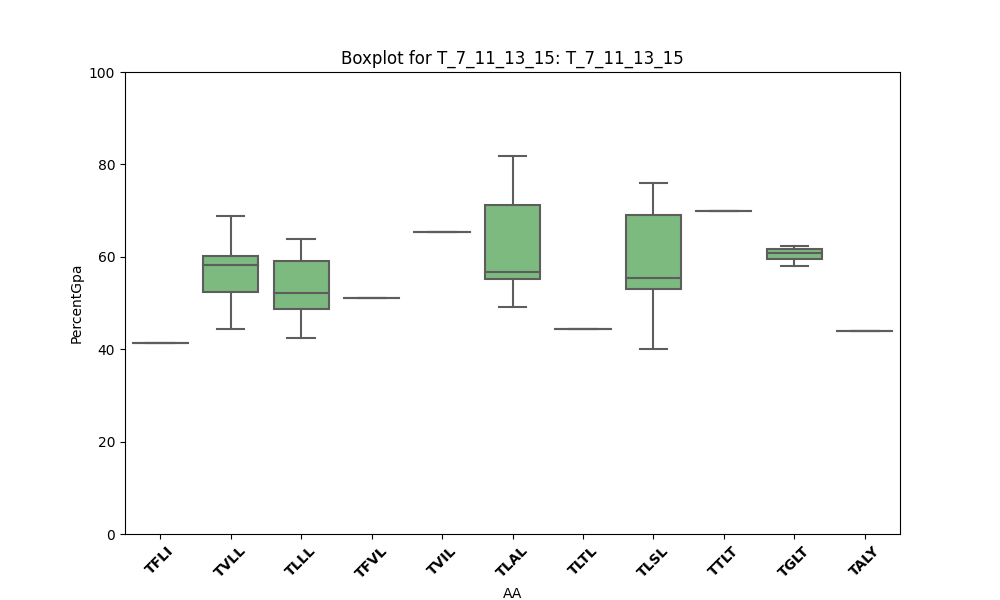 Boxplot for T_7_11_13_15: T_7_11_13_15
100
80
60
40
20
0
PercentGpa
TFLI
TVLL
TLLL
TFVL
TVIL
TLAL
TLTL
TLSL
TTLT
TGLT
TALY
AA